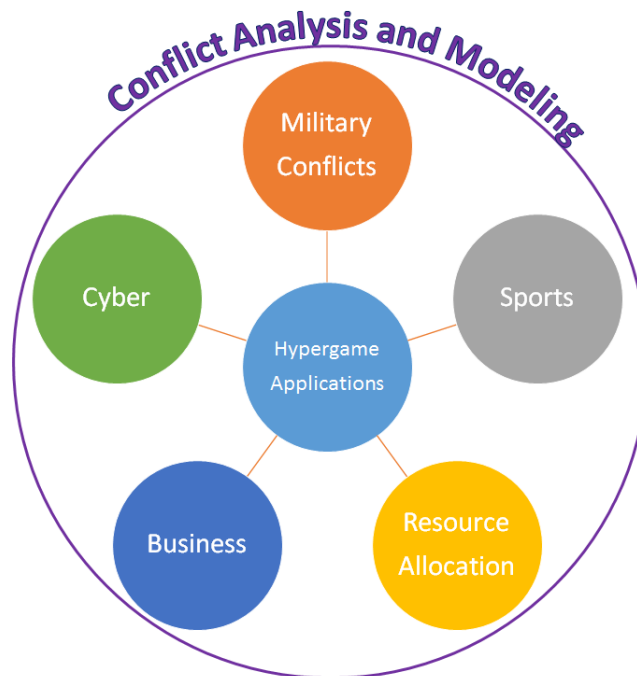 Conflict Analysis and Modeling
Military
Conflicts
Cyber
Sports
Hypergame
Applications
Business
Resource
Allocation